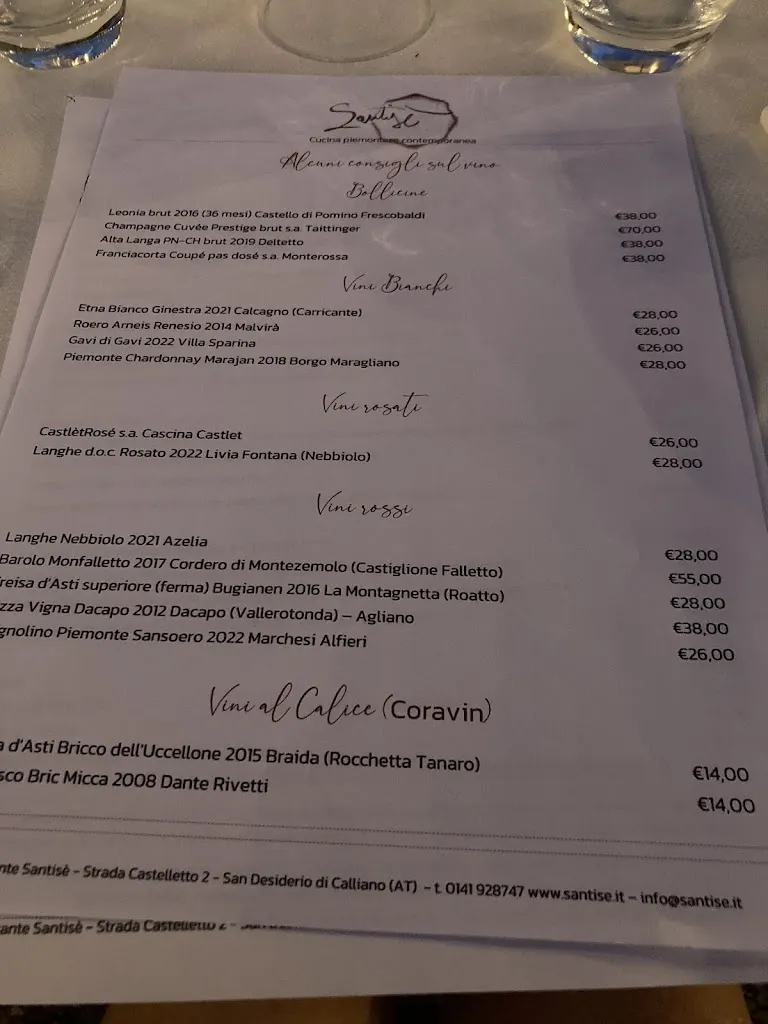 Santisè
Cucina piemontese contemporanea
Alcuni consigli sul vino
Bollicine
Leonia brut 2016 (36 mesi) Castello di Pomino Frescobaldi €38,00
Champagne Cuvée Prestige brut s.a. Taittinger €70,00
Alta Langa PN-CH brut 2019 Deltetto €38,00
Franciacorta Coupé pas dosé s.a. Monterossa €38,00
Vini Bianchi
Etna Bianco Ginestra 2021 Calcagno (Carricante) €28,00
Roero Arneis Renesio 2014 Malvirà €26,00
Gavi di Gavi 2022 Villa Sparina €26,00
Piemonte Chardonnay Marajan 2018 Borgo Maragliano €28,00
Vini rosati
CastlètRosé s.a. Cascina Castlet €26,00
Langhe d.o.c. Rosato 2022 Livia Fontana (Nebbiolo) €28,00
Vini rossi
Langhe Nebbiolo 2021 Azelia €28,00
Barolo Monfalletto 2017 Cordero di Montezemolo (Castiglione Falletto) €55,00
reisa d'Asti superiore (ferma) Bugianen 2016 La Montagnetta (Roatto) €28,00
zza Vigna Dacapo 2012 Dacapo (Vallerotonda) – Agliano €38,00
gnolino Piemonte Sansoero 2022 Marchesi Alfieri €26,00
Vini al Calice (Coravin)
a d'Asti Bricco dell'Uccellone 2015 Braida (Rocchetta Tanaro) €14,00
sco Bric Micca 2008 Dante Rivetti €14,00
nte Santisè – Strada Castelletto 2 – San Desiderio di Calliano (AT) – t. 0141 928747 www.santise.it – info@santise.it
ante Santisè – Strada Castelletto 2 –